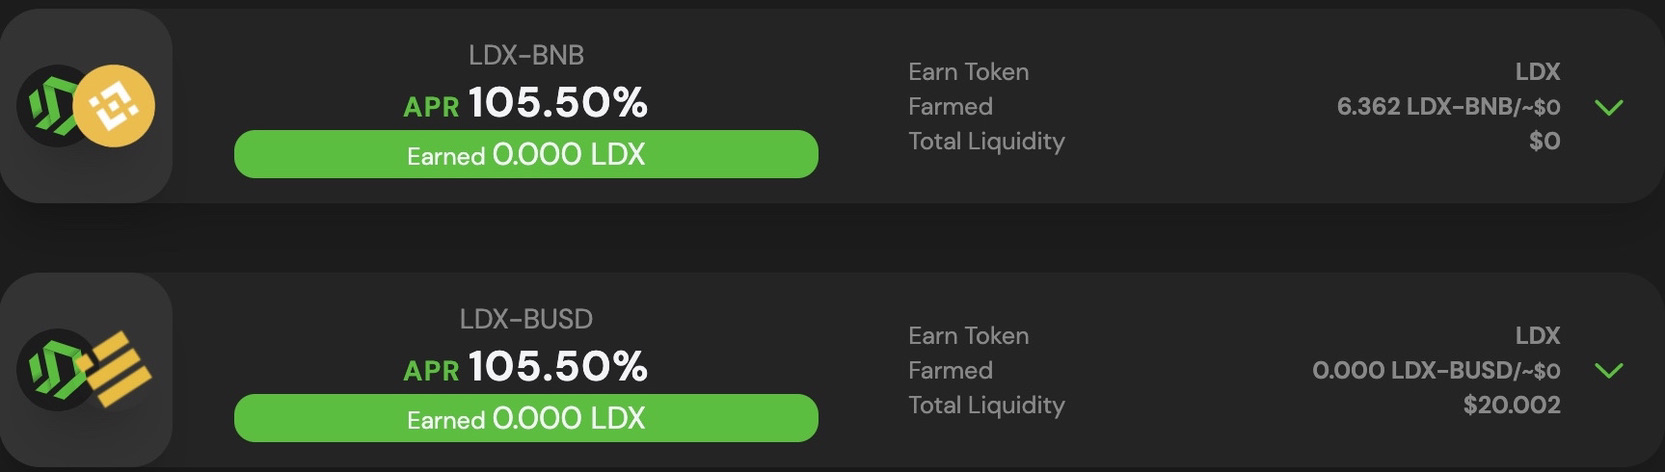 LDX-BNB
APR 105.50%
Earned 0.000 LDX
Earn Token LDX
Farmed 6.362 LDX-BNB/~$0
Total Liquidity $0
LDX-BUSD
APR 105.50%
Earned 0.000 LDX
Earn Token LDX
Farmed 0.000 LDX-BUSD/~$0
Total Liquidity $20.002